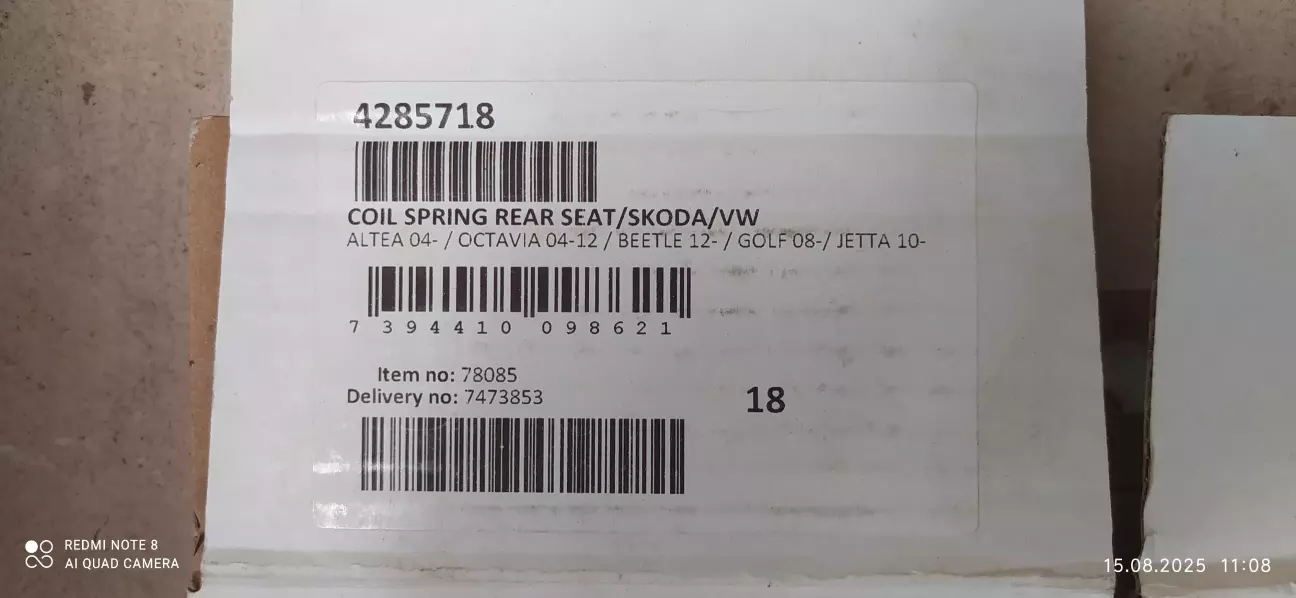 4285718
COIL SPRING REAR SEAT/SKODA/VW
ALTEA 04- / OCTAVIA 04-12 / BEETLE 12- / GOLF 08-/ JETTA 10-
7 394410 098621
Item no: 78085
Delivery no: 7473853
18
REDMI NOTE 8
AI QUAD CAMERA
15.08.2025 11:08